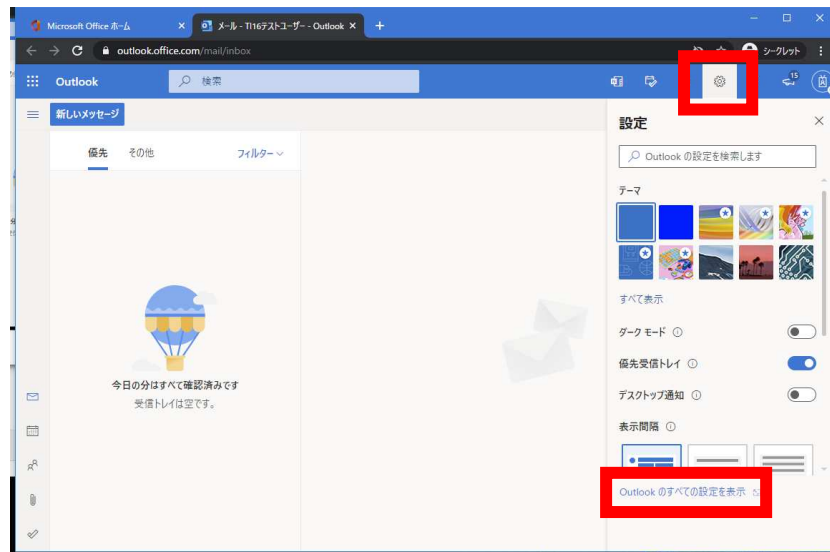 Microsoft Office ホーム
メール - TI16テストユーザー - Outlook
outlook.office.com/mail/inbox
シークレット
Outlook
検索
15
新しいメッセージ
優先 その他 フィルター
今日の分はすべて確認済みです
受信トレイは空です。
設定
Outlook の設定を検索します
テーマ
すべて表示
ダーク モード
優先受信トレイ
デスクトップ通知
表示間隔
Outlook のすべての設定を表示